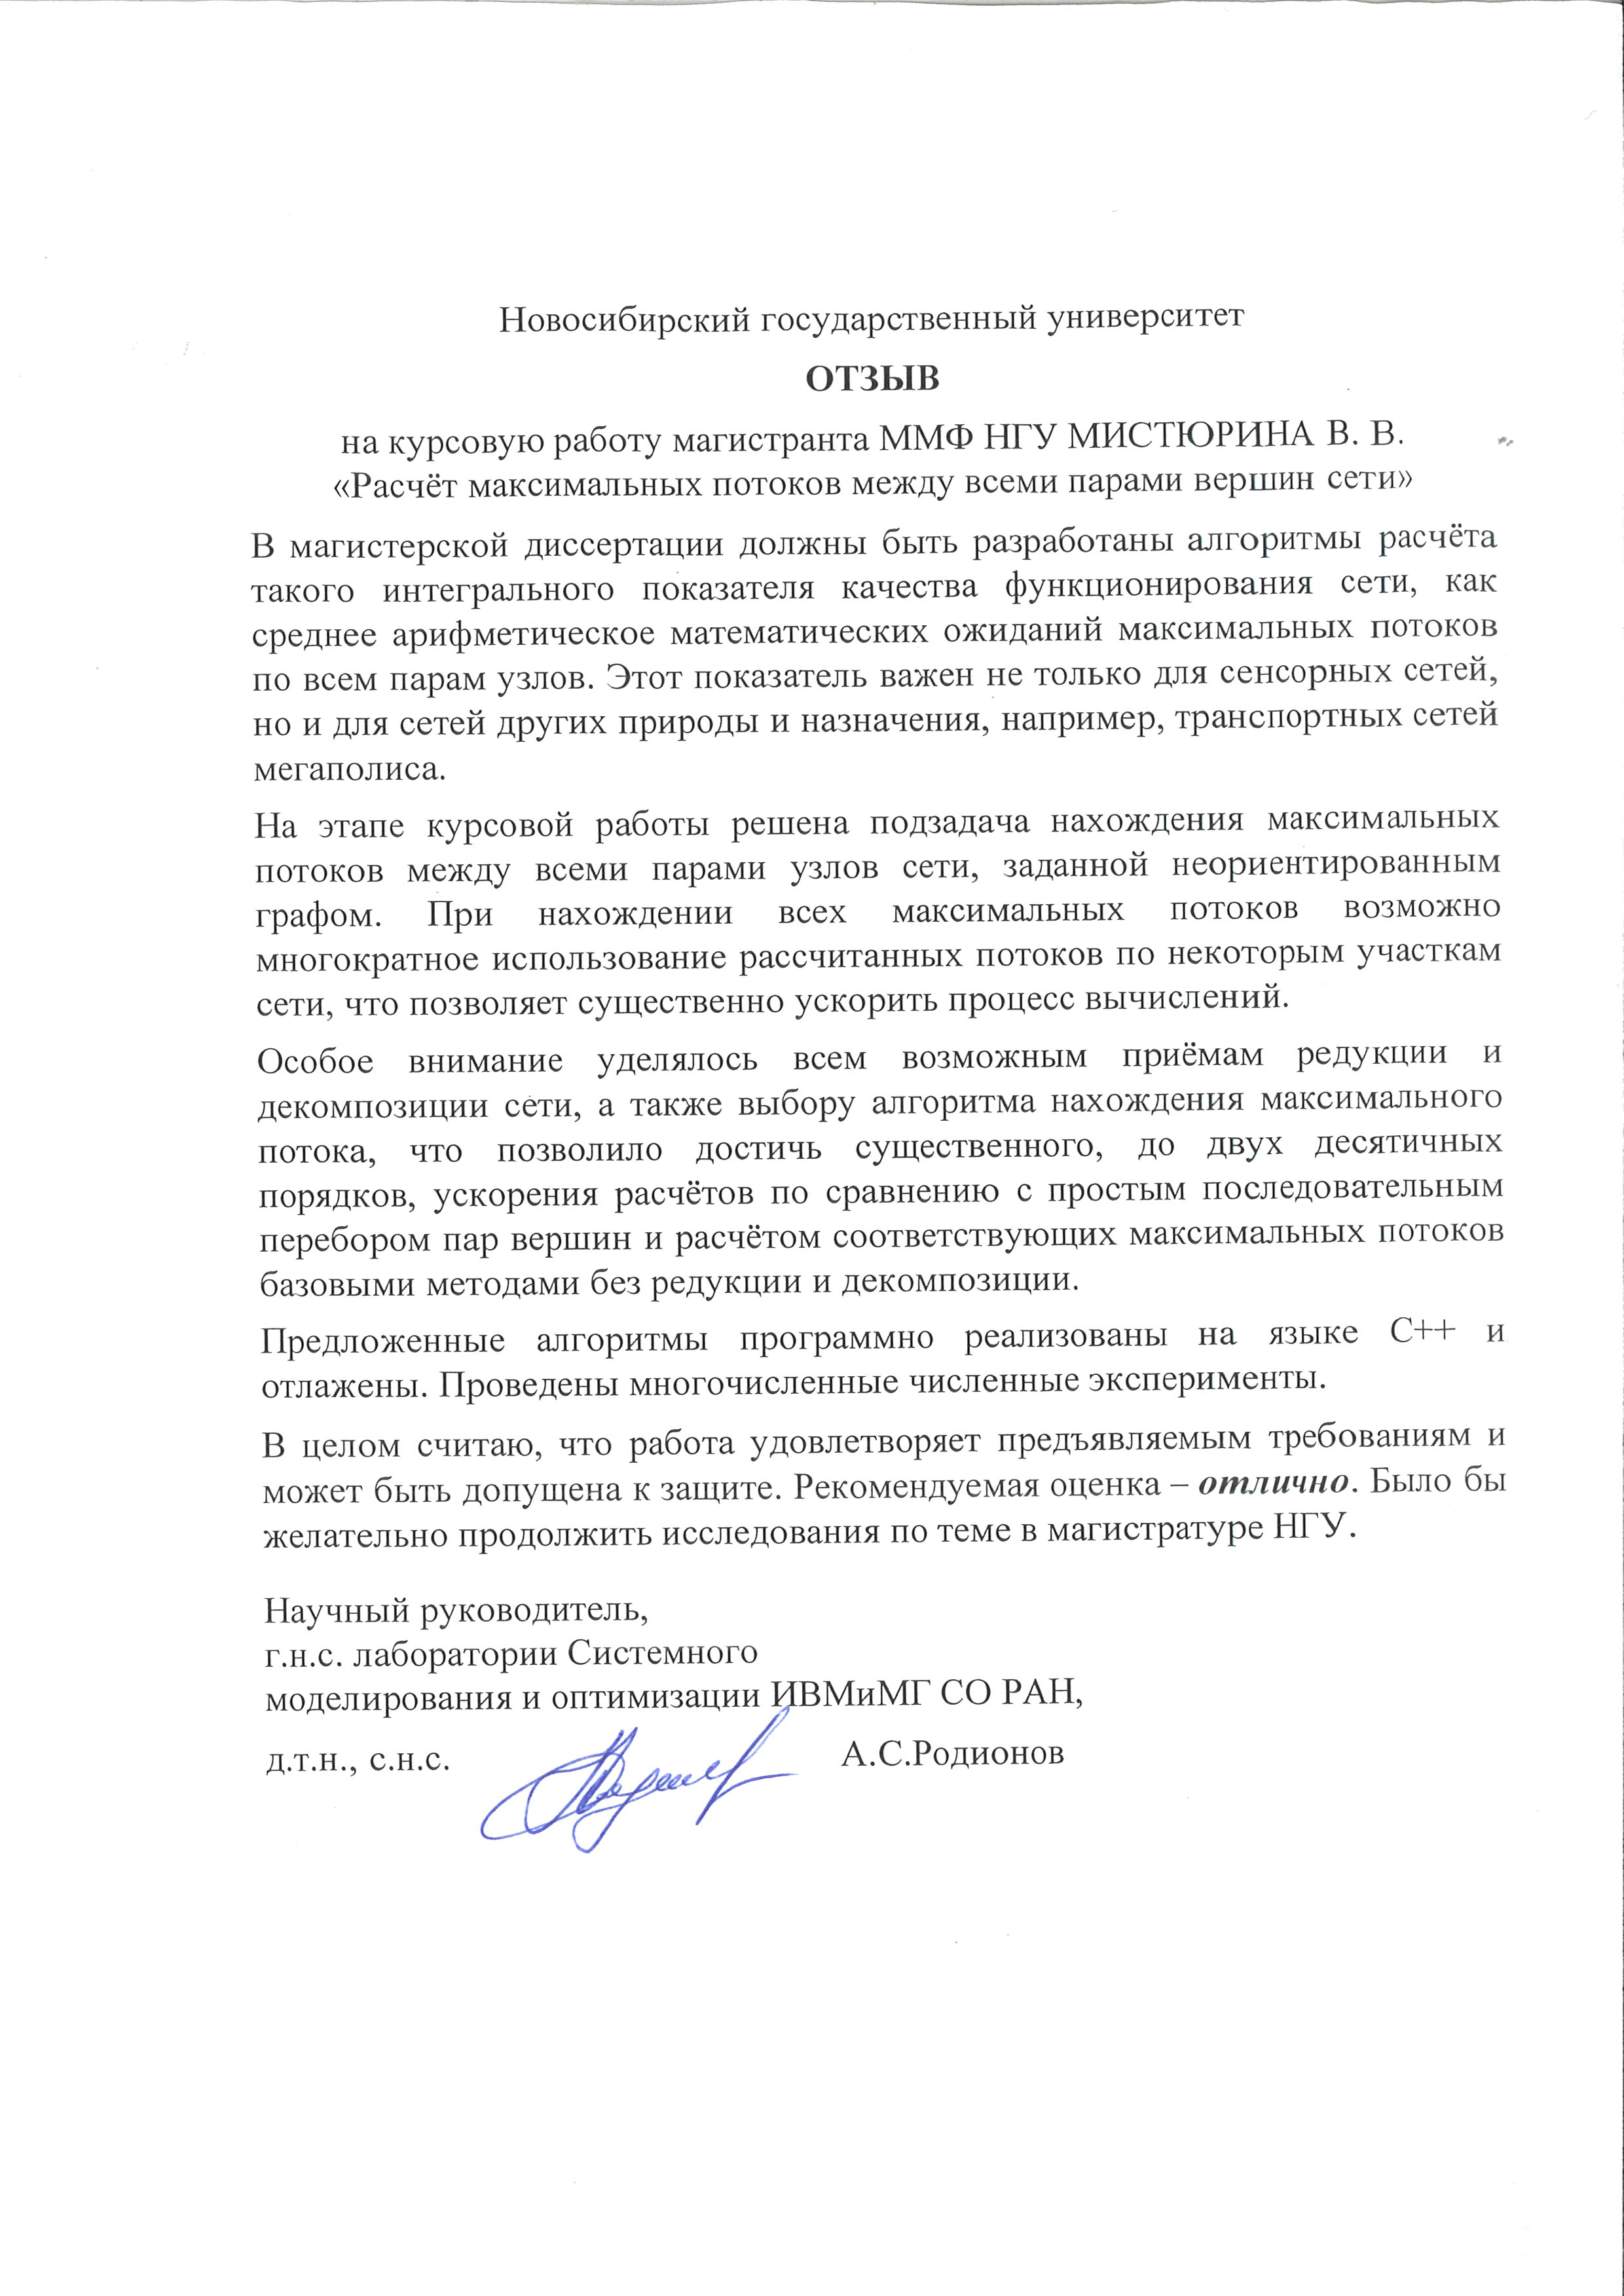 Новосибирский государственный университет
ОТЗЫВ
на курсовую работу магистранта ММФ НГУ МИСТЮРИНА В. В.
«Расчёт максимальных потоков между всеми парами вершин сети»
В магистерской диссертации должны быть разработаны алгоритмы расчёта
такого интегрального показателя качества функционирования сети, как
среднее арифметическое математических ожиданий максимальных потоков
по всем парам узлов. Этот показатель важен не только для сенсорных сетей,
но и для сетей других природы и назначения, например, транспортных сетей
мегаполиса.
На этапе курсовой работы решена подзадача нахождения максимальных
потоков между всеми парами узлов сети, заданной неориентированным
графом. При нахождении всех максимальных потоков возможно
многократное использование рассчитанных потоков по некоторым участкам
сети, что позволяет существенно ускорить процесс вычислений.
Особое внимание уделялось всем возможным приёмам редукции и
декомпозиции сети, а также выбору алгоритма нахождения максимального
потока, что позволило достичь существенного, до двух десятичных
порядков, ускорения расчётов по сравнению с простым последовательным
перебором пар вершин и расчётом соответствующих максимальных потоков
базовыми методами без редукции и декомпозиции.
Предложенные алгоритмы программно реализованы на языке С++ и
отлажены. Проведены многочисленные численные эксперименты.
В целом считаю, что работа удовлетворяет предъявляемым требованиям и
может быть допущена к защите. Рекомендуемая оценка – отлично. Было бы
желательно продолжить исследования по теме в магистратуре НГУ.
Научный руководитель,
г.н.с. лаборатории Системного
моделирования и оптимизации ИВМиМГ СО РАН,
д.т.н., с.н.с. А.С.Родионов